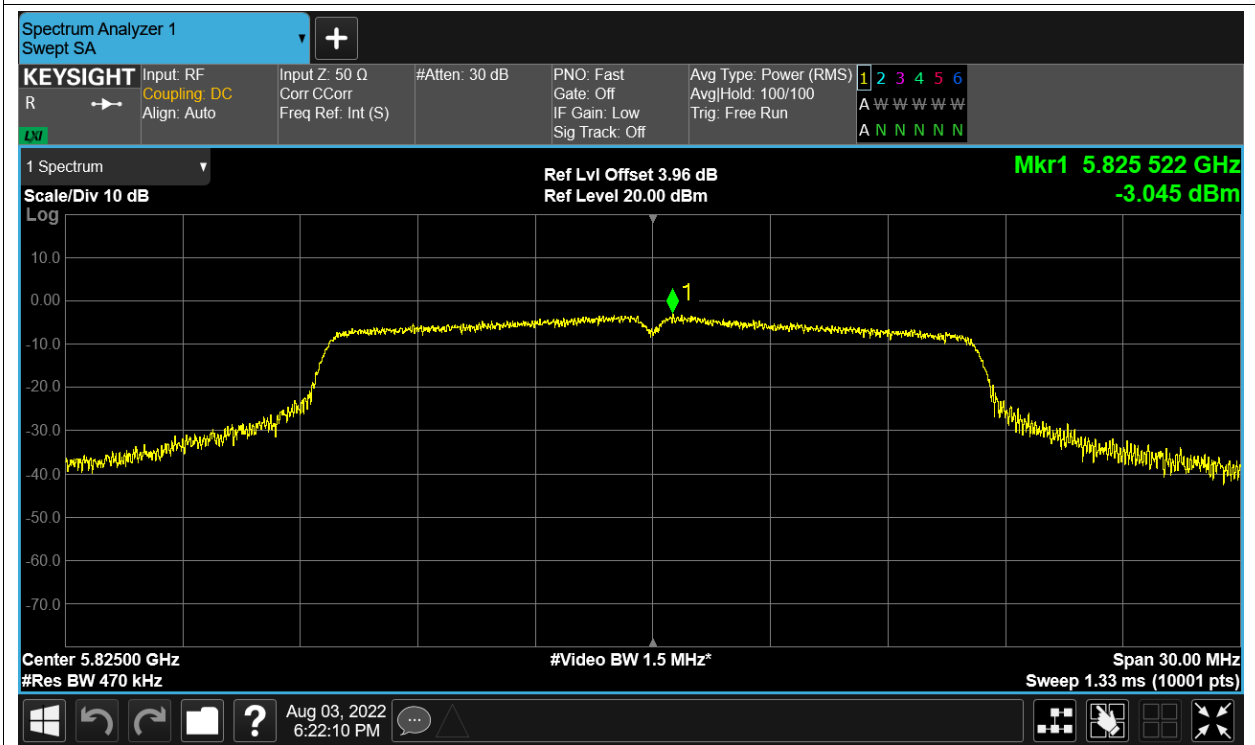 Spectrum Analyzer 1
Swept SA
KEYSIGHT
R
LXI
Input: RF
Coupling: DC
Align: Auto
Input Z: 50 Ω
Corr CCorr
Freq Ref: Int (S)
#Atten: 30 dB
PNO: Fast
Gate: Off
IF Gain: Low
Sig Track: Off
Avg Type: Power (RMS)
Avg|Hold: 100/100
Trig: Free Run
1 2 3 4 5 6
A W W W W W
A N N N N N
1 Spectrum
Scale/Div 10 dB
Log
Ref Lvl Offset 3.96 dB
Ref Level 20.00 dBm
Mkr1 5.825 522 GHz
-3.045 dBm
10.0
0.00
-10.0
-20.0
-30.0
-40.0
-50.0
-60.0
-70.0
1
Center 5.82500 GHz
#Res BW 470 kHz
#Video BW 1.5 MHz*
Span 30.00 MHz
Sweep 1.33 ms (10001 pts)
?
Aug 03, 2022
6:22:10 PM